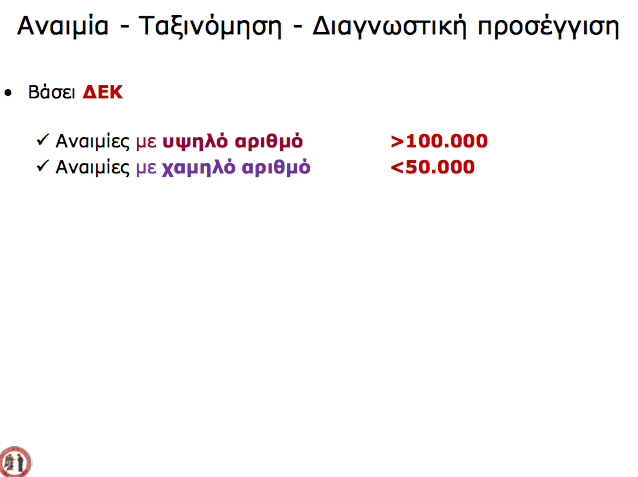 Αναιμία - Ταξινόμηση - Διαγνωστική προσέγγιση
• Βάσει ΔΕΚ
✓ Αναιμίες με υψηλό αριθμό >100.000
✓ Αναιμίες με χαμηλό αριθμό <50.000